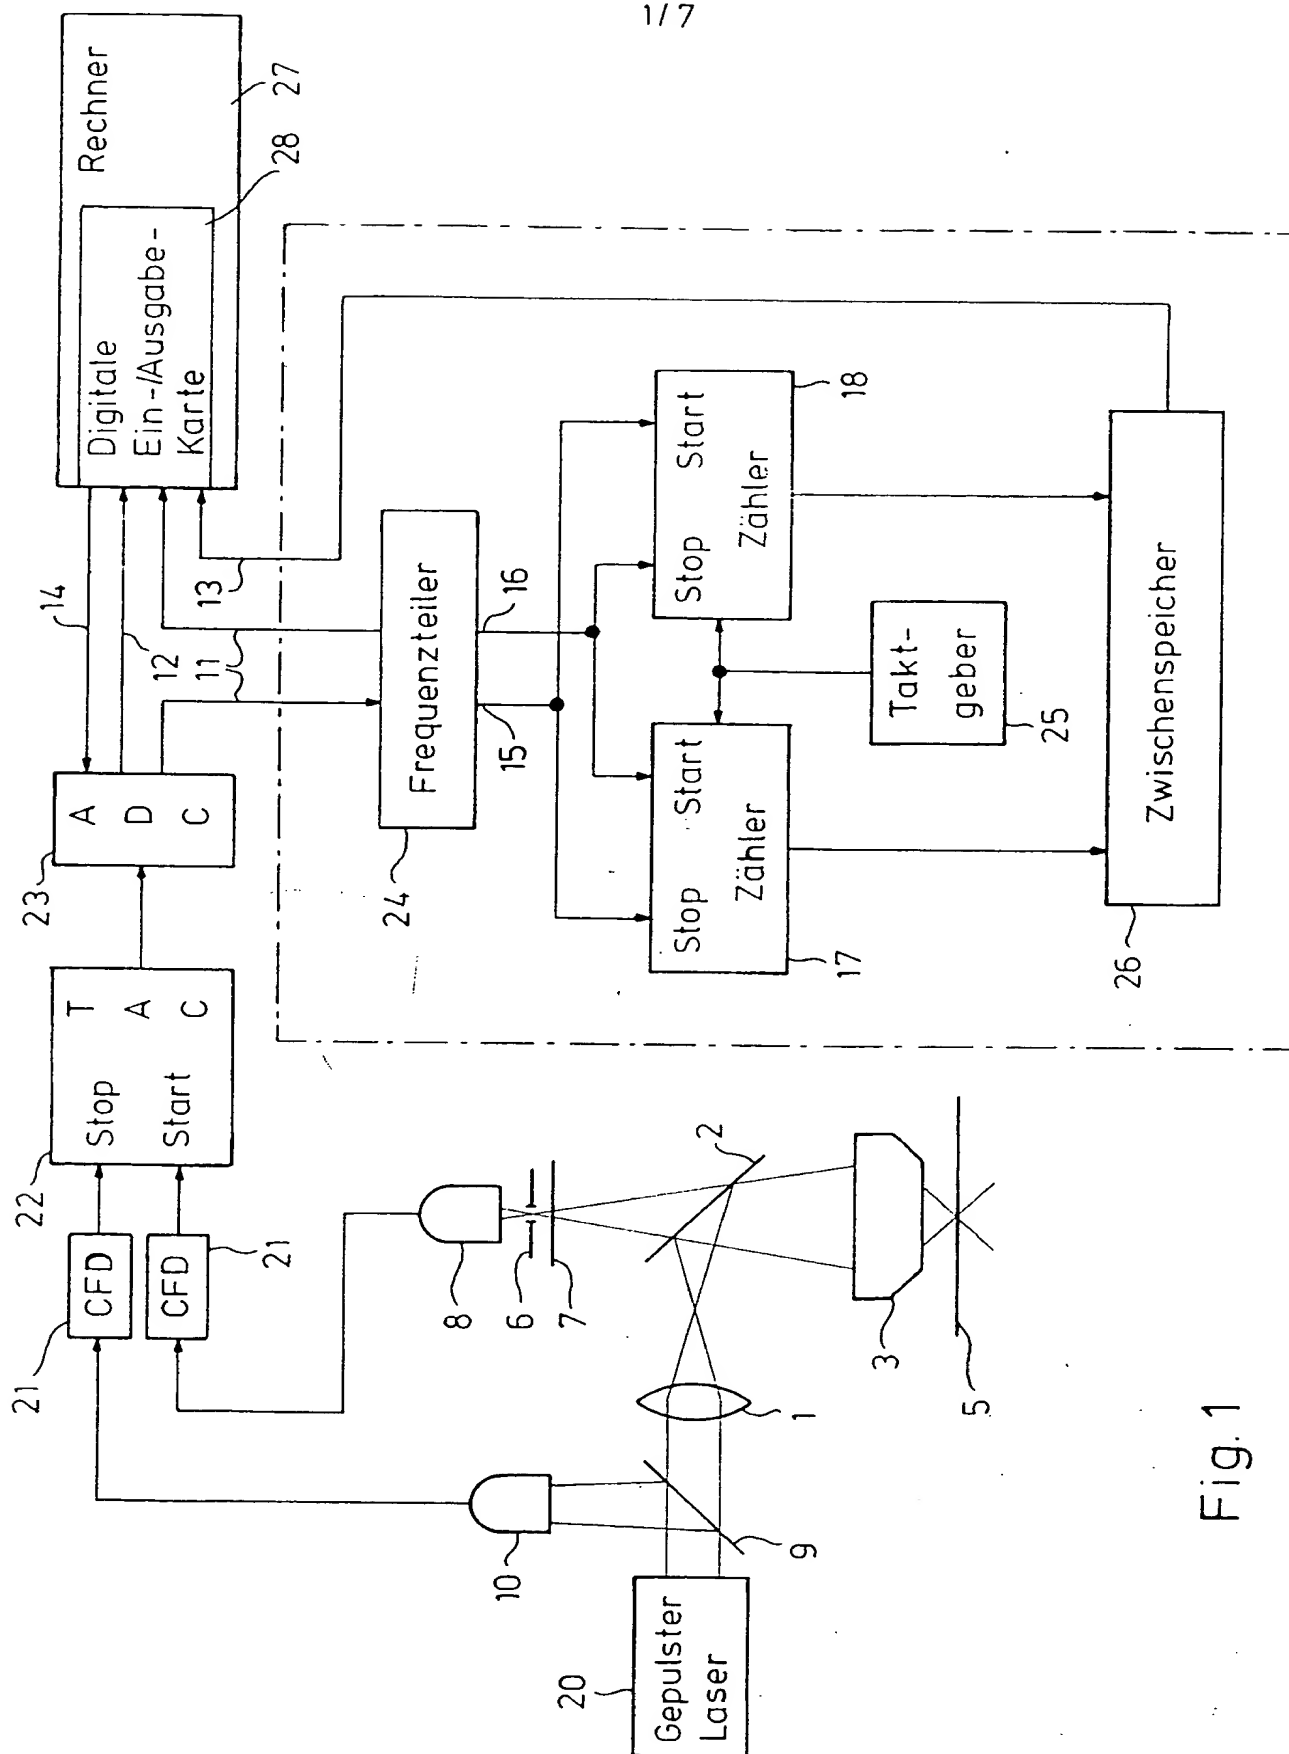 1/7
Rechner
27
28
Digitale
Ein-/Ausgabe-
Karte
14
12
11
13
23
A
D
C
22
Stop
Start
T
A
C
21
CFD
CFD
21
24
Frequenzteiler
15
16
Stop Start
Zähler
17
Stop Start
Zähler
18
Takt-
geber
25
Zwischenspeicher
26
8
6
7
2
3
5
10
9
1
20
Gepulster
Laser
Fig. 1